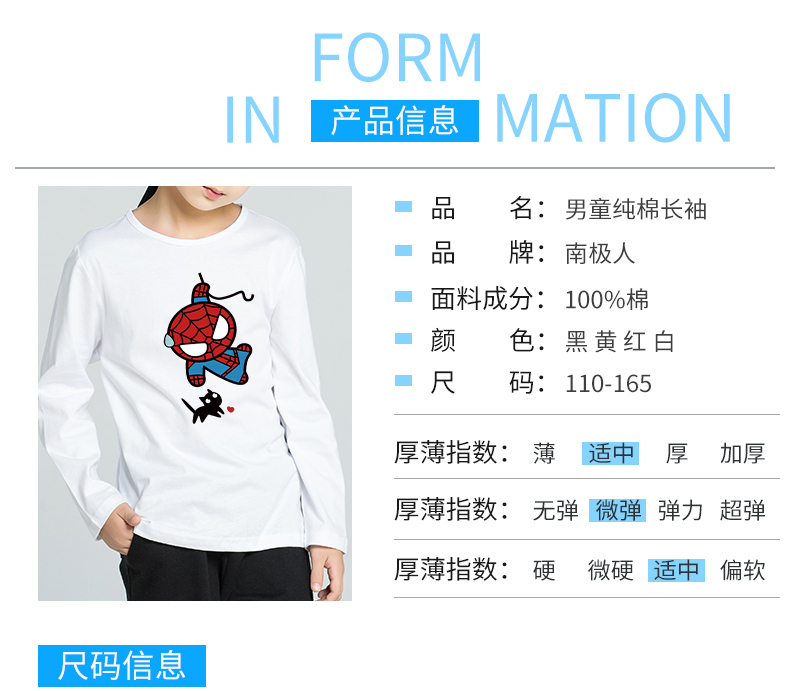 FORM
IN 产品信息 MATION
品 名： 男童纯棉长袖
品 牌： 南极人
面料成分： 100%棉
颜 色： 黑 黄 红 白
尺 码： 110-165
厚薄指数： 薄 适中 厚 加厚
厚薄指数： 无弹 微弹 弹力 超弹
厚薄指数： 硬 微硬 适中 偏软
尺码信息